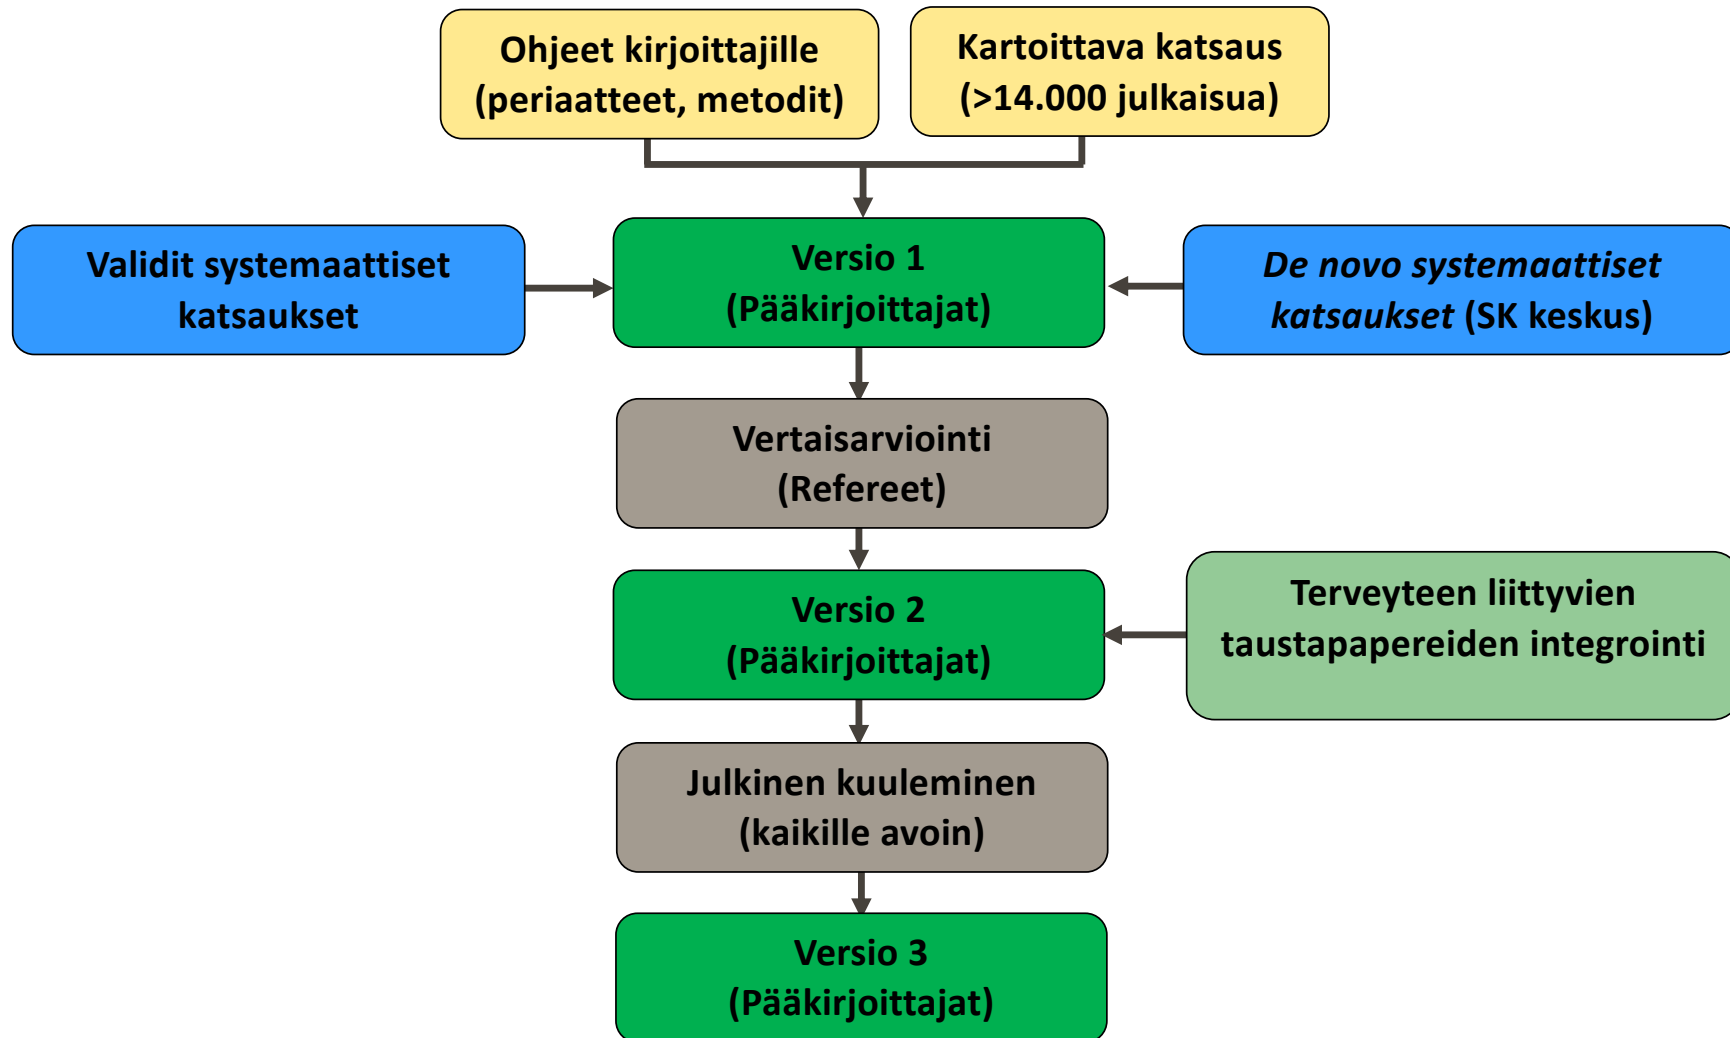 Ohjeet kirjoittajille
(periaatteet, metodit)
Kartoittava katsaus
(>14.000 julkaisua)
Validit systemaattiset
katsaukset
Versio 1
(Pääkirjoittajat)
De novo systemaattiset
katsaukset (SK keskus)
Vertaisarviointi
(Refereet)
Versio 2
(Pääkirjoittajat)
Terveyteen liittyvien
taustapapereiden integrointi
Julkinen kuuleminen
(kaikille avoin)
Versio 3
(Pääkirjoittajat)